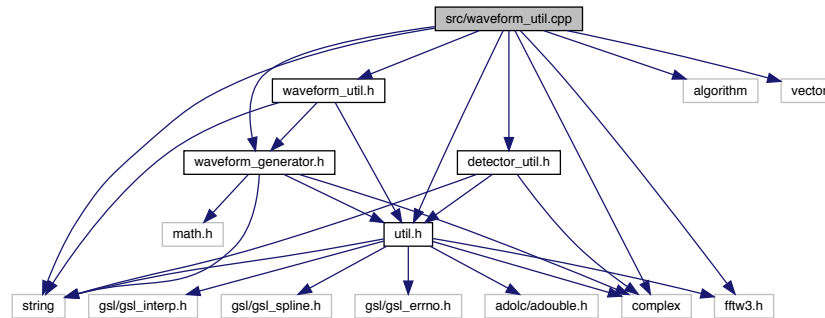 src/waveform_util.cpp
waveform_util.h
algorithm
vector
waveform_generator.h
detector_util.h
math.h
util.h
string
gsl/gsl_interp.h
gsl/gsl_spline.h
gsl/gsl_errno.h
adolc/adouble.h
complex
fftw3.h